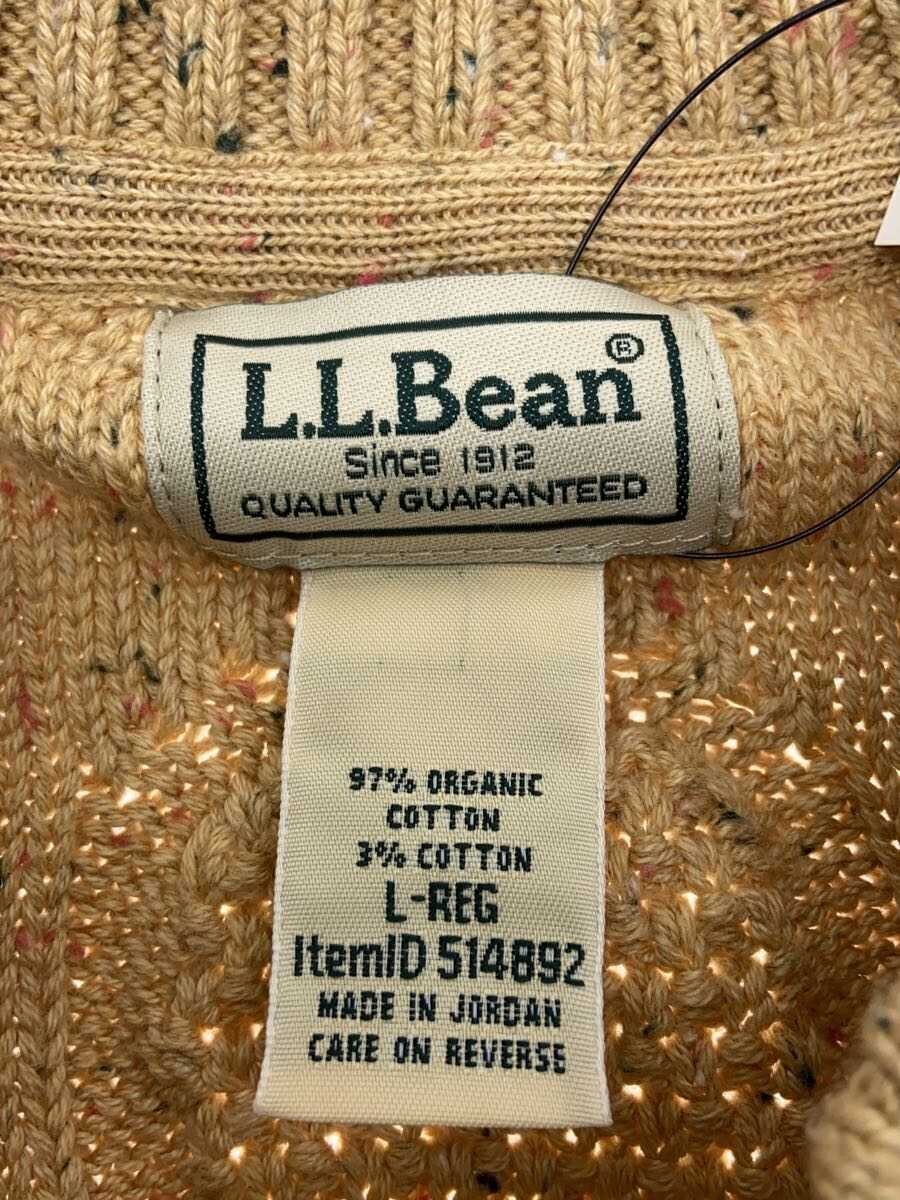 L.L.Bean®
Since 1912
QUALITY GUARANTEED
97% ORGANIC
COTTON
3% COTTON
L-REG
ItemID 514892
MADE IN JORDAN
CARE ON REVERSE